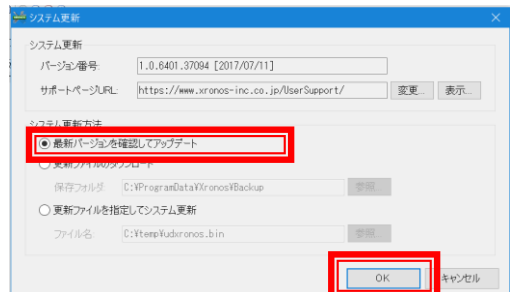 システム更新
システム更新
バージョン番号: 1.0.6401.37094 [2017/07/11]
サポートページURL: https://www.xronos-inc.co.jp/UserSupport/ 変更... 表示...
システム更新方法
最新バージョンを確認してアップデート
更新ファイルのダウンロード
保存フォルダ: C:¥ProgramData¥Xronos¥Backup 参照...
更新ファイルを指定してシステム更新
ファイル名: C:¥temp¥udxronos.bin 参照...
OK キャンセル